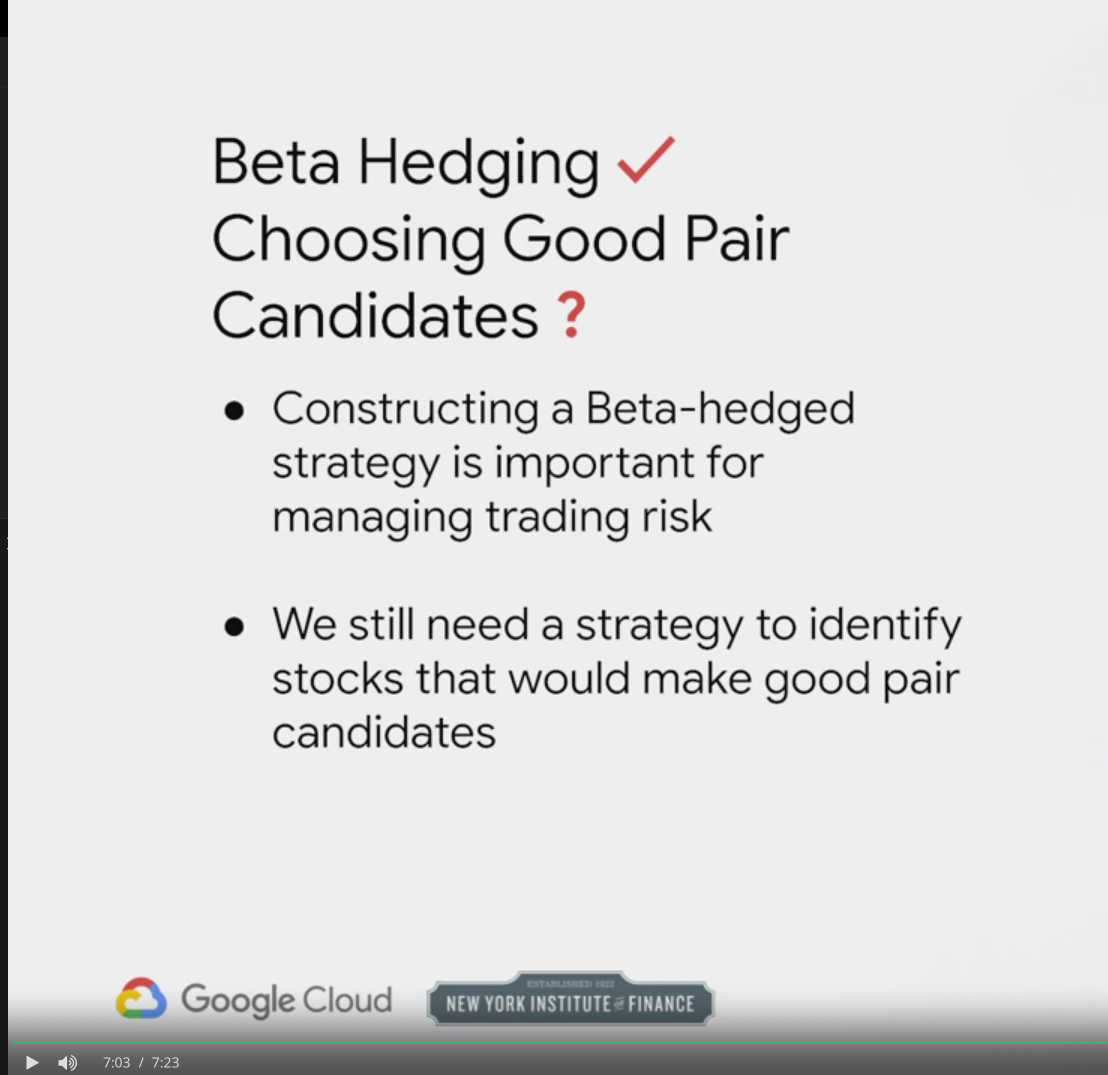 Beta Hedging ✓
Choosing Good Pair
Candidates ?
● Constructing a Beta-hedged
strategy is important for
managing trading risk
● We still need a strategy to identify
stocks that would make good pair
candidates
Google Cloud
ESTABLISHED 1922
NEW YORK INSTITUTE OF FINANCE
7:03 / 7:23